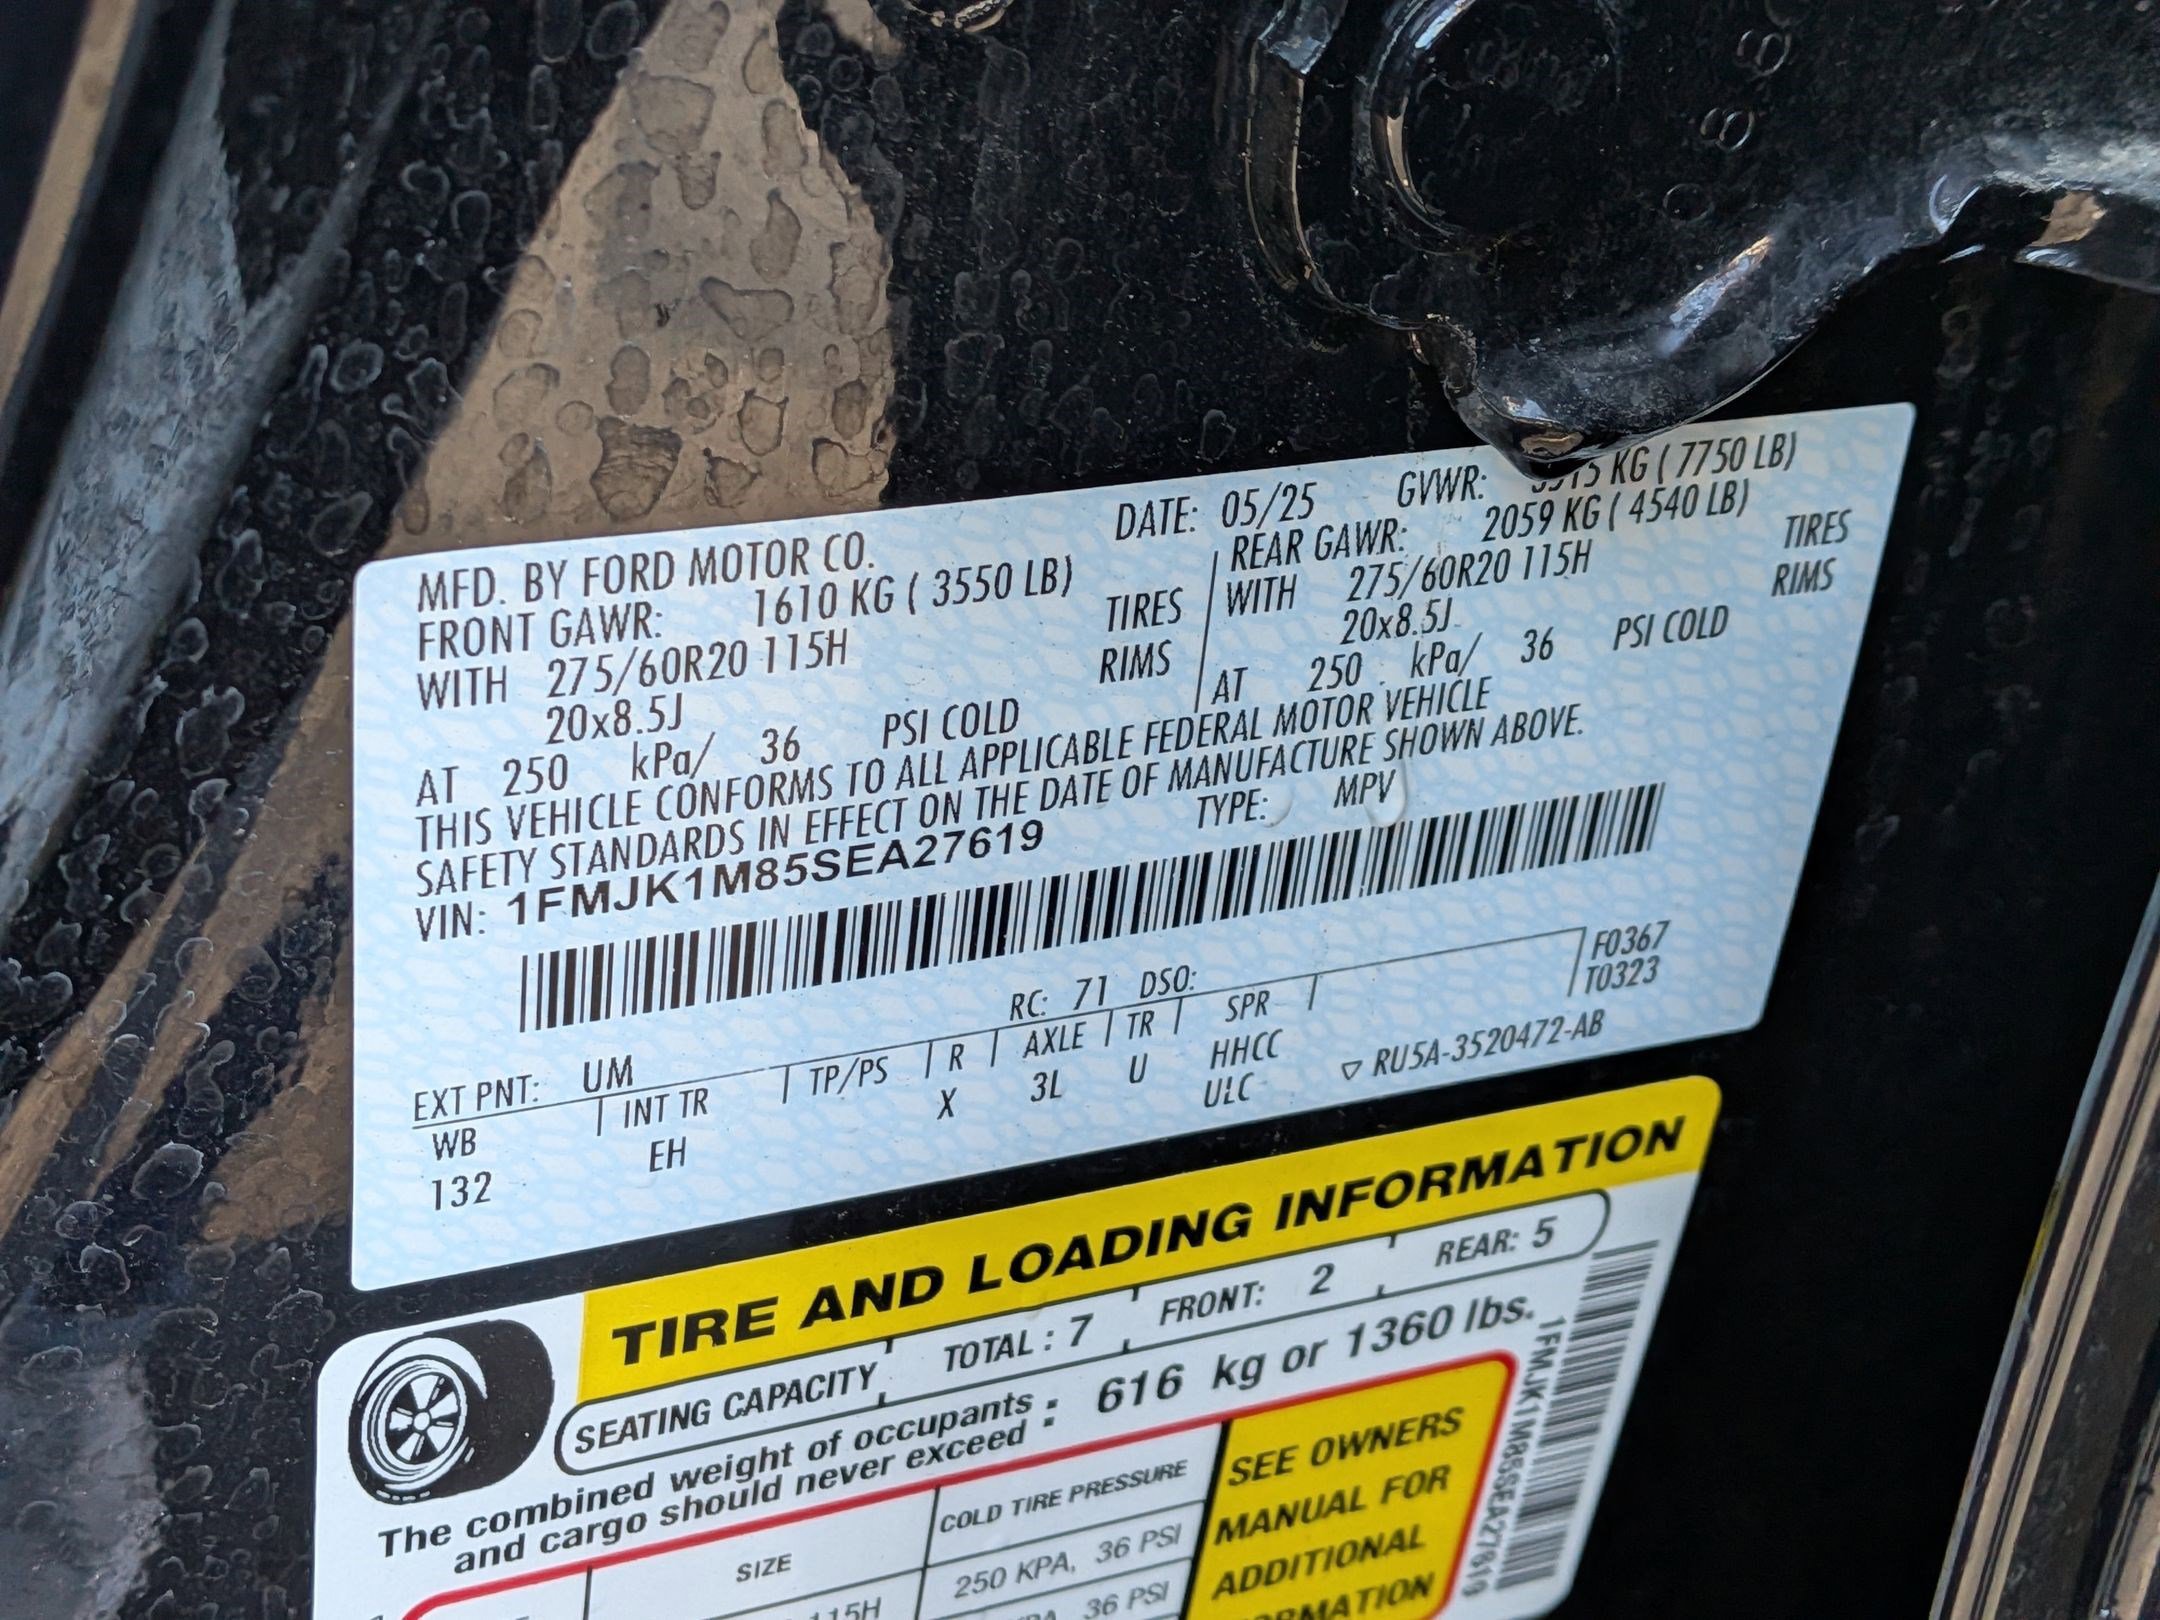 MFD. BY FORD MOTOR CO. DATE: 05/25 GVWR: KG ( 7750 LB)
FRONT GAWR: 1610 KG ( 3550 LB) REAR GAWR: 2059 KG ( 4540 LB)
WITH 275/60R20 115H TIRES WITH 275/60R20 115H TIRES
20x8.5J RIMS 20x8.5J RIMS
AT 250 kPa/ 36 PSI COLD AT 250 kPa/ 36 PSI COLD
THIS VEHICLE CONFORMS TO ALL APPLICABLE FEDERAL MOTOR VEHICLE
SAFETY STANDARDS IN EFFECT ON THE DATE OF MANUFACTURE SHOWN ABOVE.
VIN: 1FMJK1M85SEA27619 TYPE: MPV
F0367
T0323
EXT PNT: UM RC: 71 DSO:
WB INT TR TP/PS R AXLE TR SPR
132 EH X 3L U HHCC
ULC
▽ RU5A-3520472-AB
TIRE AND LOADING INFORMATION
SEATING CAPACITY TOTAL : 7 FRONT: 2 REAR: 5
The combined weight of occupants
and cargo should never exceed : 616 kg or 1360 lbs.
SIZE COLD TIRE PRESSURE
115H 250 KPA, 36 PSI
36 PSI
SEE OWNERS
MANUAL FOR
ADDITIONAL
1FMJK1M85SEA27619